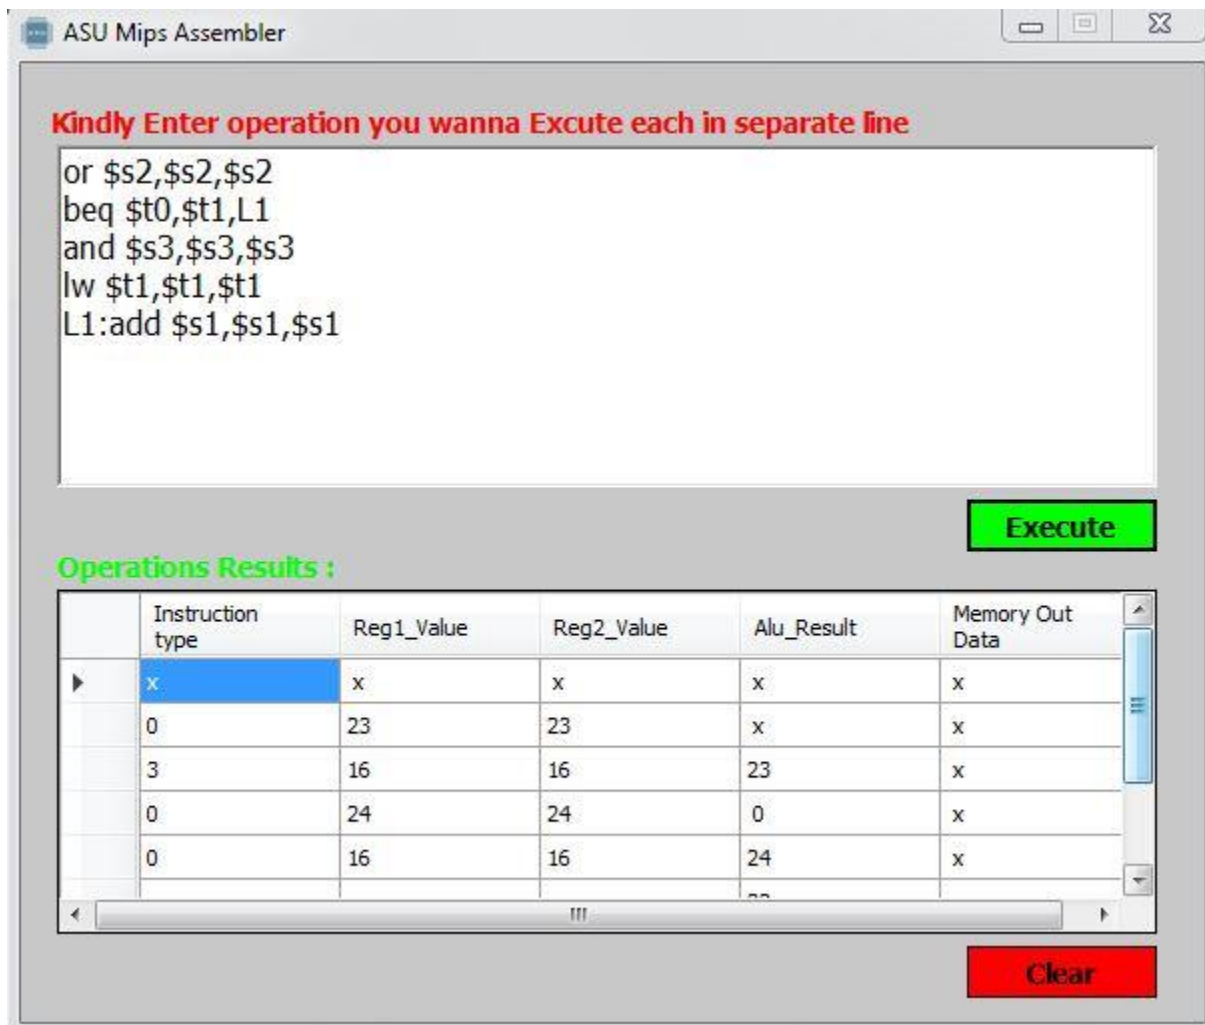 ASU Mips Assembler
Kindly Enter operation you wanna Excute each in separate line
or $s2,$s2,$s2
beq $t0,$t1,L1
and $s3,$s3,$s3
lw $t1,$t1,$t1
L1:add $s1,$s1,$s1
Execute
Operations Results :
Instruction type Reg1_Value Reg2_Value Alu_Result Memory Out Data
x x x x x
0 23 23 x x
3 16 16 23 x
0 24 24 0 x
0 16 16 24 x
Clear